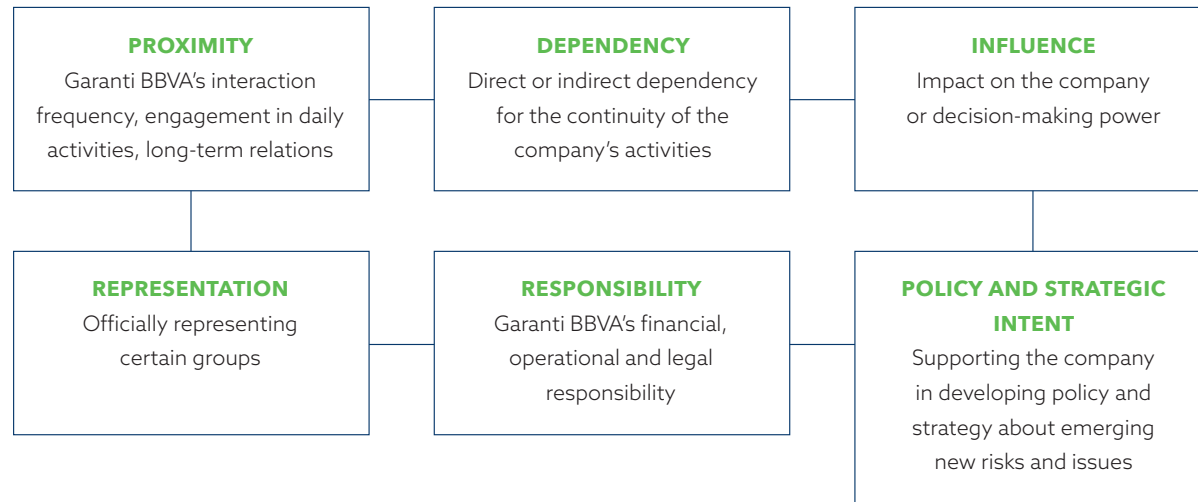 PROXIMITY
Garanti BBVA's interaction
frequency, engagement in daily
activities, long-term relations
DEPENDENCY
Direct or indirect dependency
for the continuity of the
company's activities
INFLUENCE
Impact on the company
or decision-making power
REPRESENTATION
Officially representing
certain groups
RESPONSIBILITY
Garanti BBVA's financial,
operational and legal
responsibility
POLICY AND STRATEGIC
INTENT
Supporting the company
in developing policy and
strategy about emerging
new risks and issues